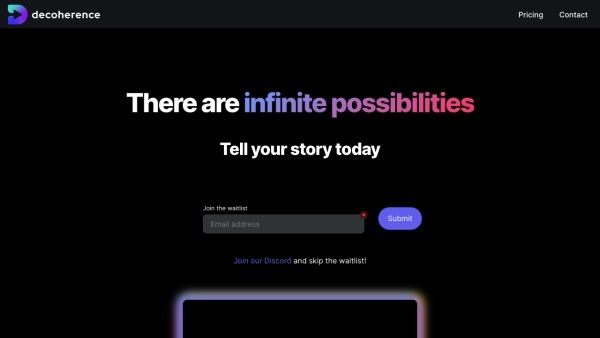 decoherence
Pricing
Contact
There are infinite possibilities
Tell your story today
Join the waitlist
Email address
Submit
Join our Discord and skip the waitlist!